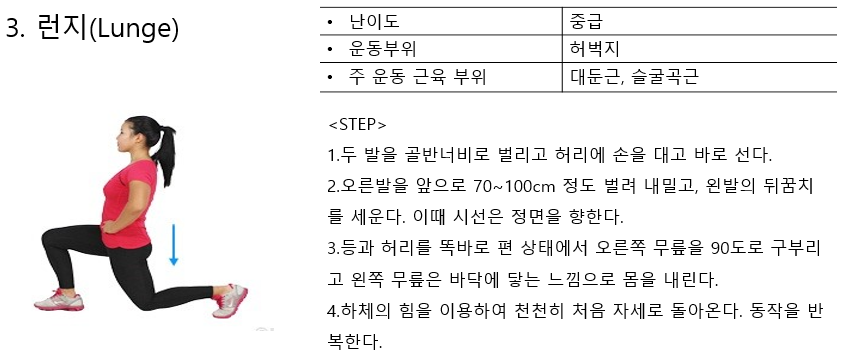 3. 런지(Lunge)
• 난이도 중급
• 운동부위 허벅지
• 주 운동 근육 부위 대둔근, 슬굴곡근
<STEP>
1.두 발을 골반너비로 벌리고 허리에 손을 대고 바로 선다.
2.오른발을 앞으로 70~100cm 정도 벌려 내밀고, 왼발의 뒤꿈치
를 세운다. 이때 시선은 정면을 향한다.
3.등과 허리를 똑바로 편 상태에서 오른쪽 무릎을 90도로 구부리
고 왼쪽 무릎은 바닥에 닿는 느낌으로 몸을 내린다.
4.하체의 힘을 이용하여 천천히 처음 자세로 돌아온다. 동작을 반
복한다.